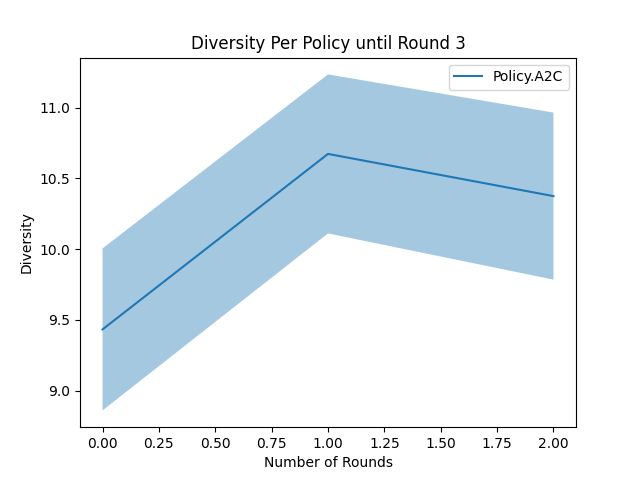 Diversity Per Policy until Round 3
Policy.A2C
11.0
10.5
10.0
9.5
9.0
Diversity
0.00 0.25 0.50 0.75 1.00 1.25 1.50 1.75 2.00
Number of Rounds